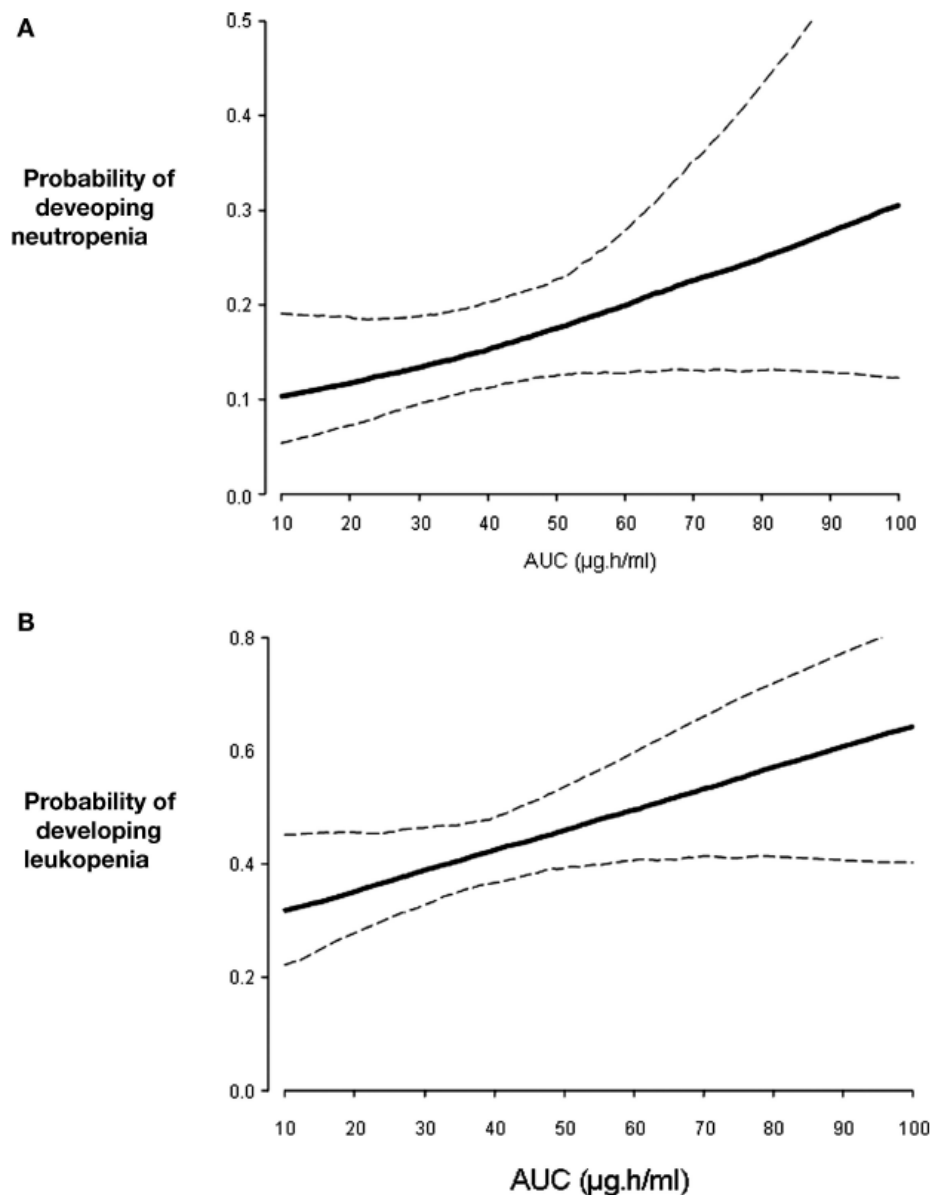 A
Probability of
deveoping
neutropenia
0.5
0.4
0.3
0.2
0.1
0.0
10 20 30 40 50 60 70 80 90 100
AUC (µg.h/ml)
B
Probability of
developing
leukopenia
0.8
0.6
0.4
0.2
0.0
10 20 30 40 50 60 70 80 90 100
AUC (µg.h/ml)